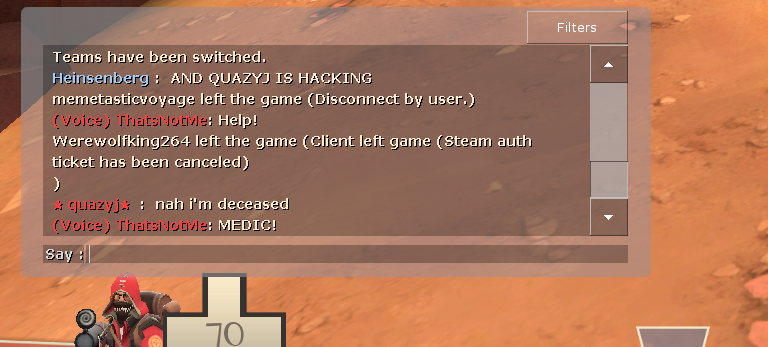 Filters
Teams have been switched.
Heinsenberg :  AND QUAZYJ IS HACKING
memetasticvoyage left the game (Disconnect by user.)
(Voice) ThatsNotMe: Help!
Werewolfking264 left the game (Client left game (Steam auth
ticket has been canceled)
)
★ quazyj★ :  nah i'm deceased
(Voice) ThatsNotMe: MEDIC!
Say :
70